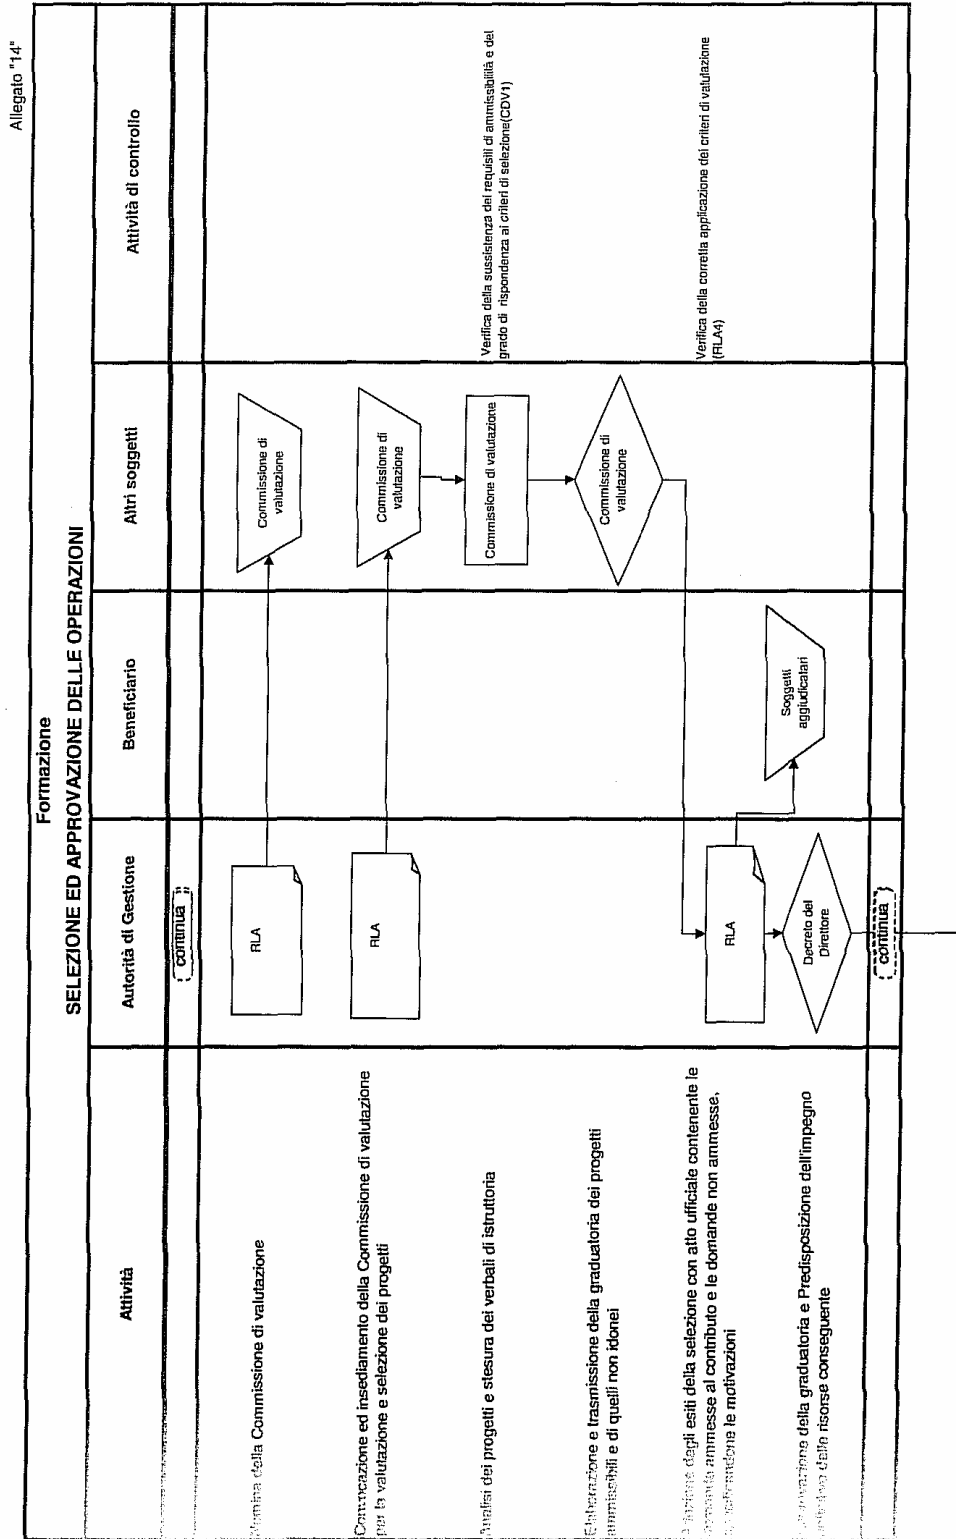 Allegato "14"
Formazione
SELEZIONE ED APPROVAZIONE DELLE OPERAZIONI
Attività
Autorità di Gestione
Beneficiario
Altri soggetti
Attività di controllo
continua
della Commissione di valutazione
RLA
Commissione di
valutazione
Convocazione ed insediamento della Commissione di valutazione
per la valutazione e selezione dei progetti
RLA
Commissione di
valutazione
Analisi dei progetti e stesura dei verbali di istruttoria
Commissione di valutazione
Verifica della sussistenza dei requisiti di ammissibilità e del
grado di rispondenza ai criteri di selezione(CDV1)
Elaborazione e trasmissione della graduatoria dei progetti
ammissibili e di quelli non idonei
Commissione di
valutazione
degli esiti della selezione con atto ufficiale contenente le
ammesse al contributo e le domande non ammesse,
le motivazioni
RLA
Verifica della corretta applicazione dei criteri di valutazione
(RLA4)
della graduatoria e Predisposizione dell'impegno
delle risorse conseguente
Decreto del
Direttore
Soggetti
aggiudicatari
continua